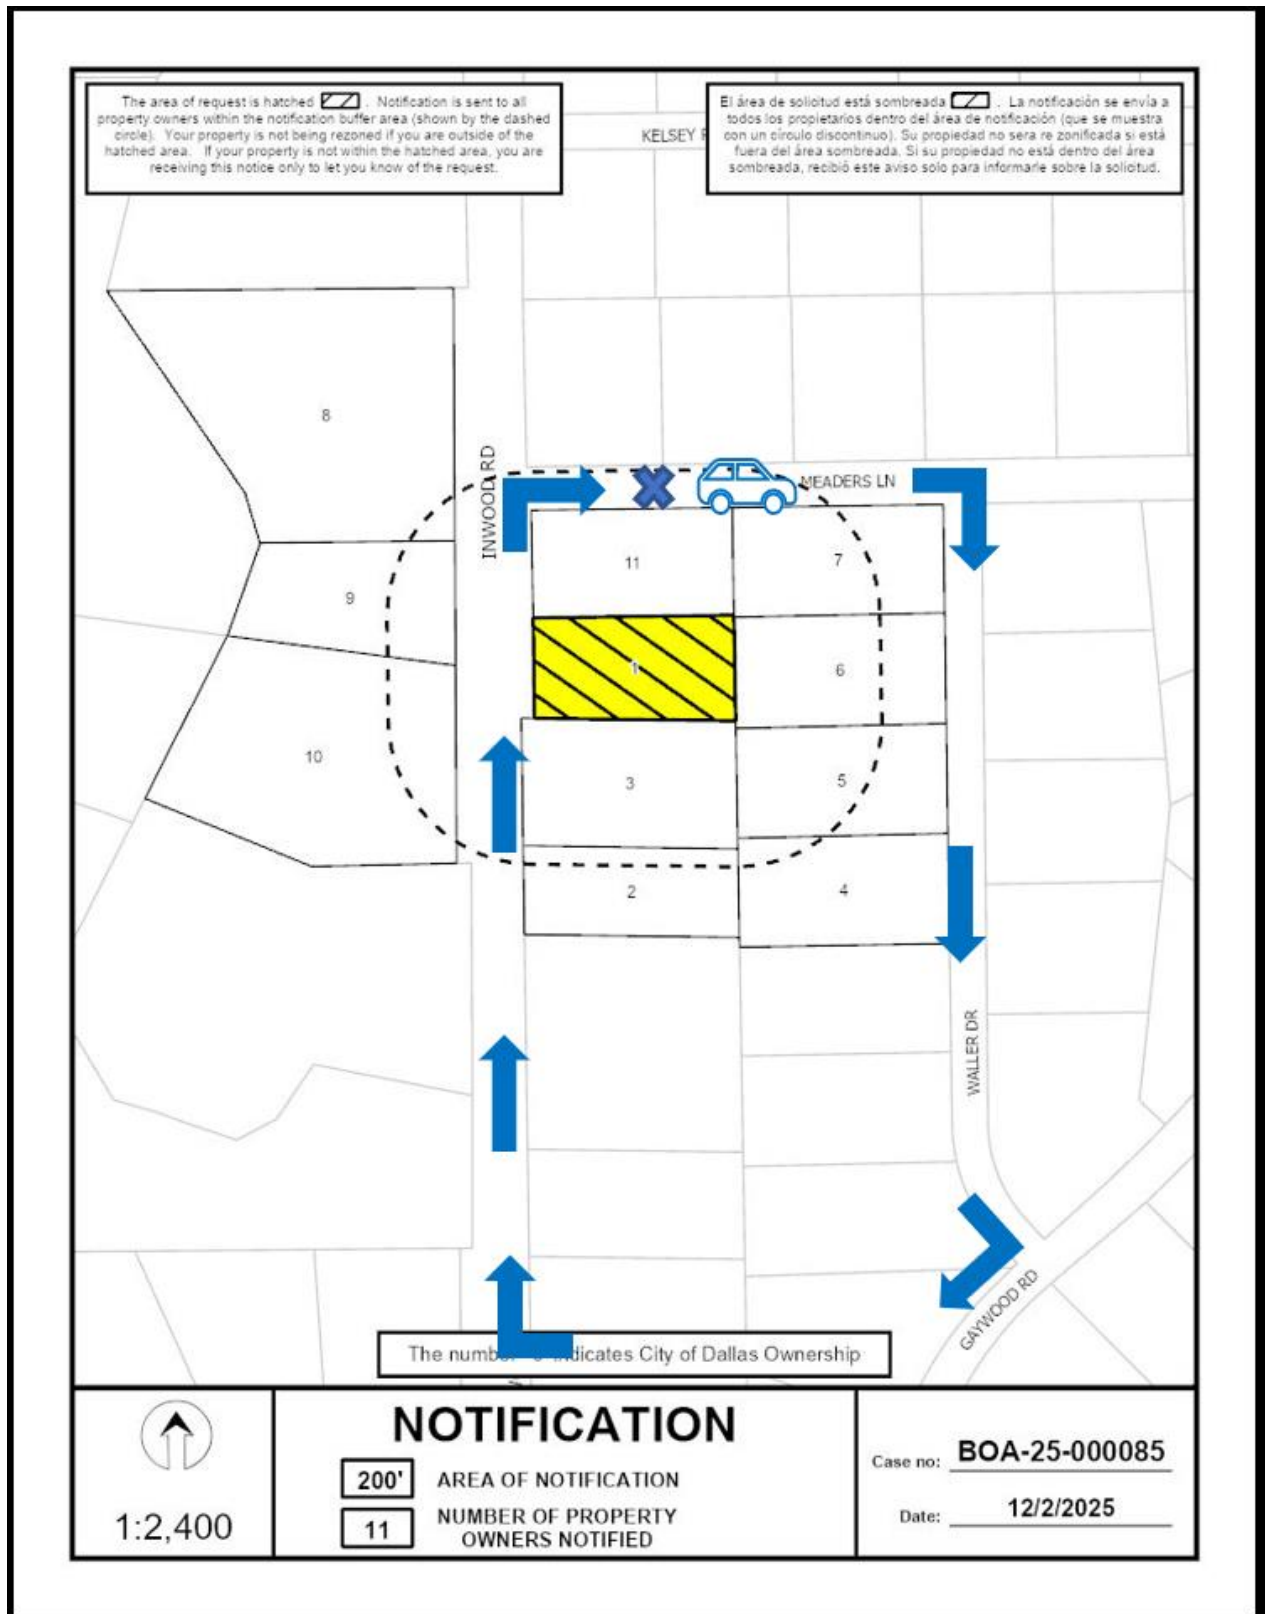 The area of request is hatched . Notification is sent to all
property owners within the notification buffer area (shown by the dashed
circle). Your property is not being rezoned if you are outside of the
hatched area. If your property is not within the hatched area, you are
receiving this notice only to let you know of the request.
El área de solicitud está sombreada . La notificación se envía a
todos los propietarios dentro del área de notificación (que se muestra
con un círculo discontinuo). Su propiedad no sera re zonificada si está
fuera del área sombreada. Si su propiedad no está dentro del área
sombreada, recibió este aviso solo para informarle sobre la solicitud.
KELSEY
8
INWOOD RD
MEADERS LN
11
7
9
1
6
10
3
5
2
4
WALLER DR
GAYWOOD RD
The indicates City of Dallas Ownership
1:2,400
NOTIFICATION
200' AREA OF NOTIFICATION
11 NUMBER OF PROPERTY
OWNERS NOTIFIED
Case no: BOA-25-000085
Date: 12/2/2025